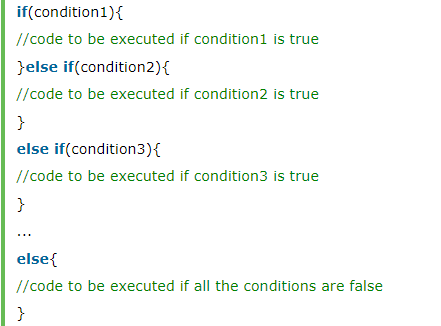 if(condition1){
//code to be executed if condition1 is true
}else if(condition2){
//code to be executed if condition2 is true
}
else if(condition3){
//code to be executed if condition3 is true
}
...
else{
//code to be executed if all the conditions are false
}